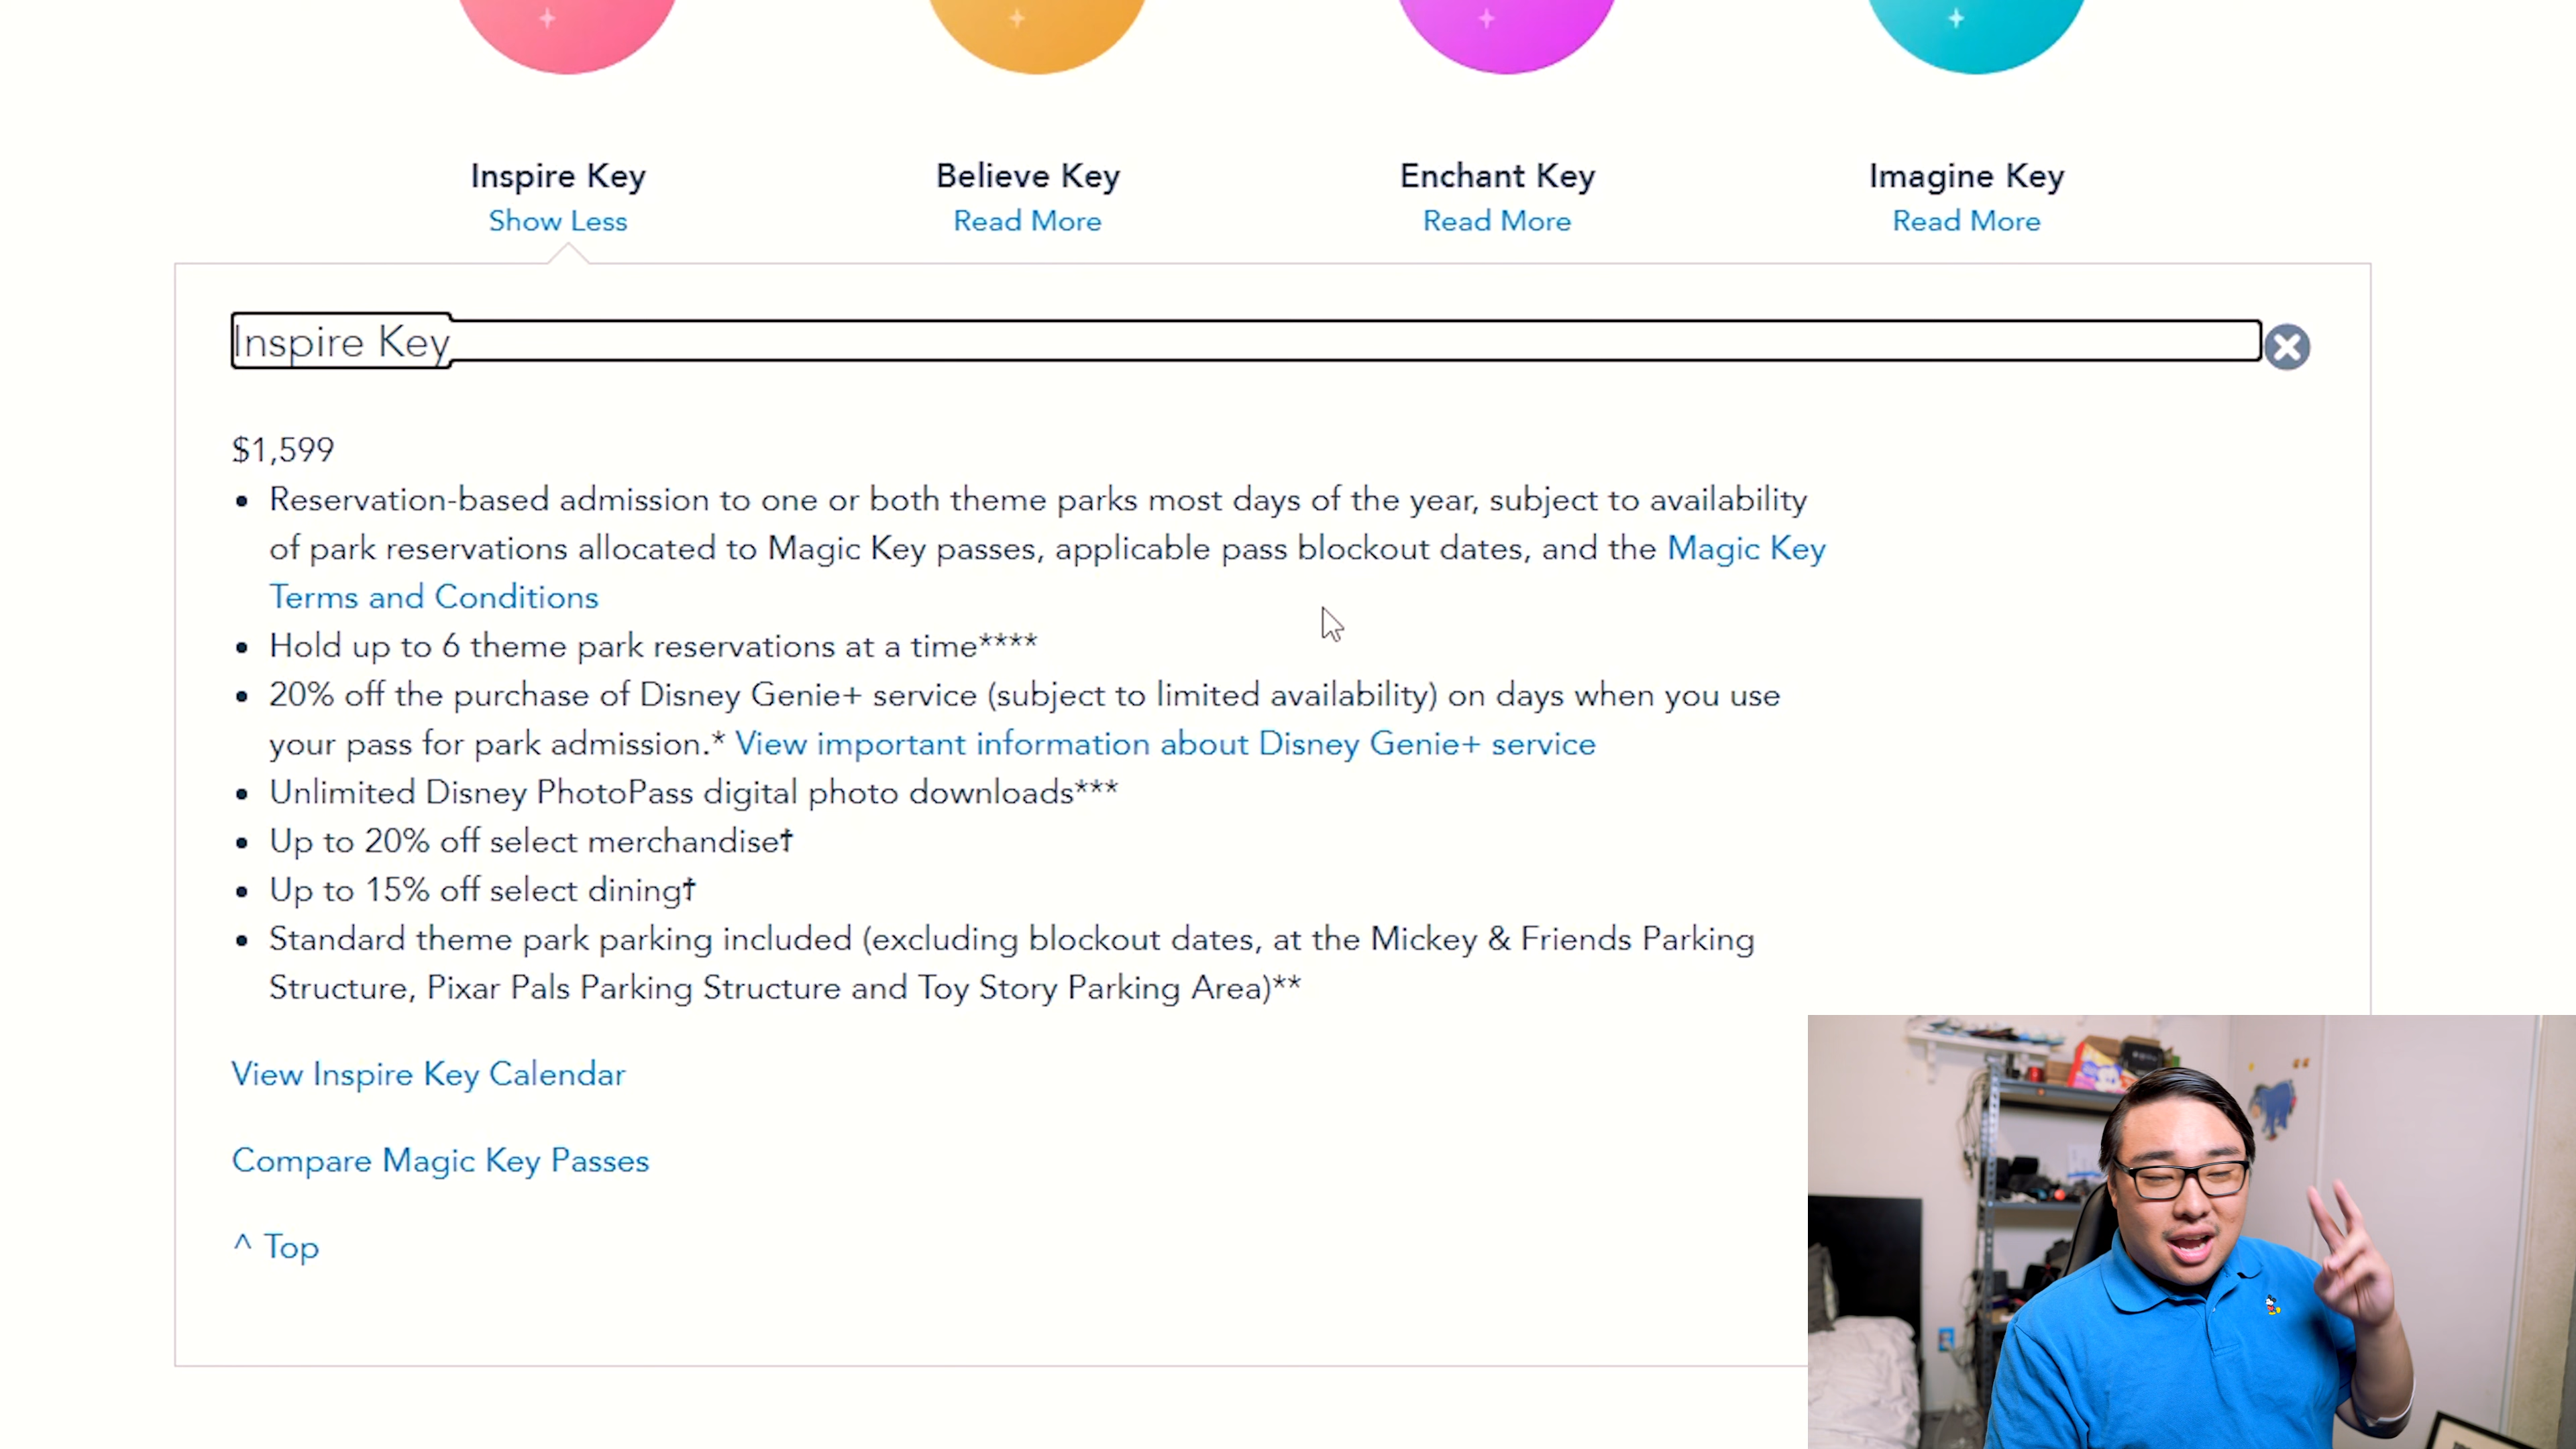 Inspire Key
Believe Key
Enchant Key
Imagine Key
Show Less
Read More
Read More
Read More
Inspire Key
$1,599
• Reservation-based admission to one or both theme parks most days of the year, subject to availability
of park reservations allocated to Magic Key passes, applicable pass blockout dates, and the Magic Key
Terms and Conditions
• Hold up to 6 theme park reservations at a time****
• 20% off the purchase of Disney Genie+ service (subject to limited availability) on days when you use
your pass for park admission.* View important information about Disney Genie+ service
• Unlimited Disney PhotoPass digital photo downloads***
• Up to 20% off select merchandise†
• Up to 15% off select dining†
• Standard theme park parking included (excluding blockout dates, at the Mickey & Friends Parking
Structure, Pixar Pals Parking Structure and Toy Story Parking Area)**
View Inspire Key Calendar
Compare Magic Key Passes
^ Top